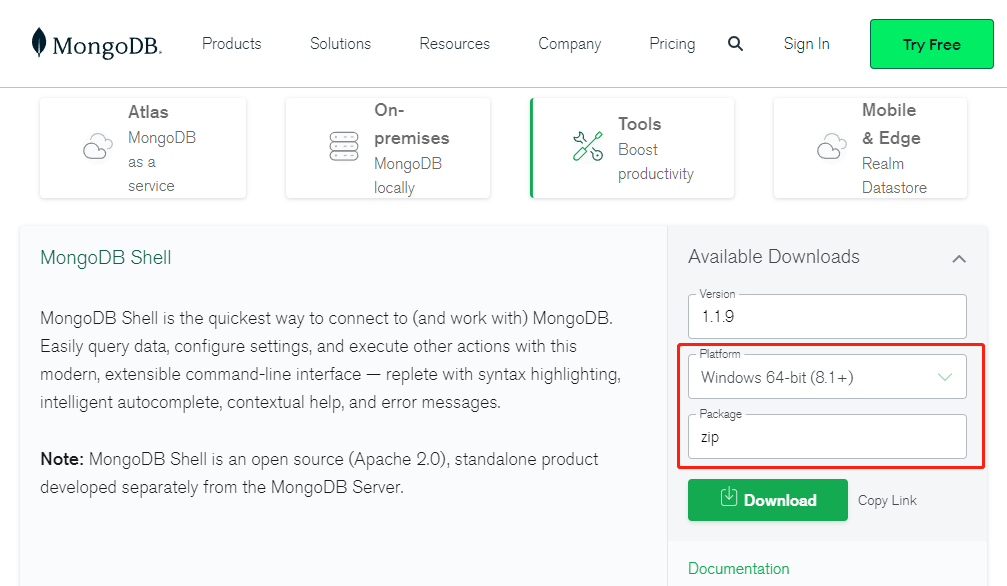 MongoDB.
Products
Solutions
Resources
Company
Pricing
Sign In
Try Free
Atlas
MongoDB
as a
service
On-
premises
MongoDB
locally
Tools
Boost
productivity
Mobile
& Edge
Realm
Datastore
MongoDB Shell
MongoDB Shell is the quickest way to connect to (and work with) MongoDB.
Easily query data, configure settings, and execute other actions with this
modern, extensible command-line interface — replete with syntax highlighting,
intelligent autocomplete, contextual help, and error messages.
Note: MongoDB Shell is an open source (Apache 2.0), standalone product
developed separately from the MongoDB Server.
Available Downloads
Version
1.1.9
Platform
Windows 64-bit (8.1+)
Package
zip
Download
Copy Link
Documentation